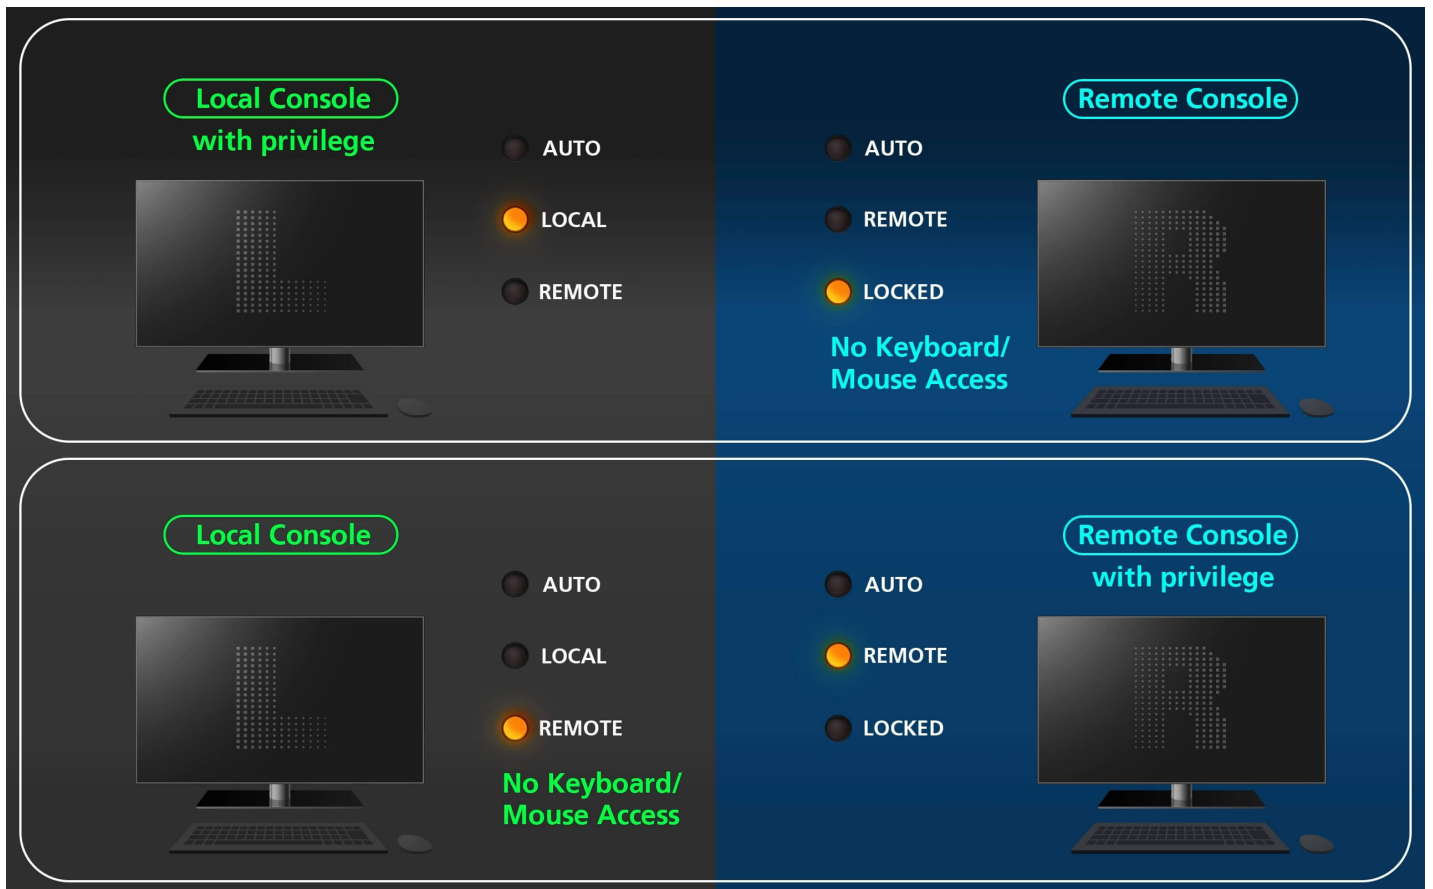 Local Console
with privilege
AUTO
LOCAL
REMOTE
L
Remote Console
AUTO
REMOTE
LOCKED
No Keyboard/
Mouse Access
R
Local Console
AUTO
LOCAL
REMOTE
No Keyboard/
Mouse Access
L
Remote Console
with privilege
AUTO
REMOTE
LOCKED
R